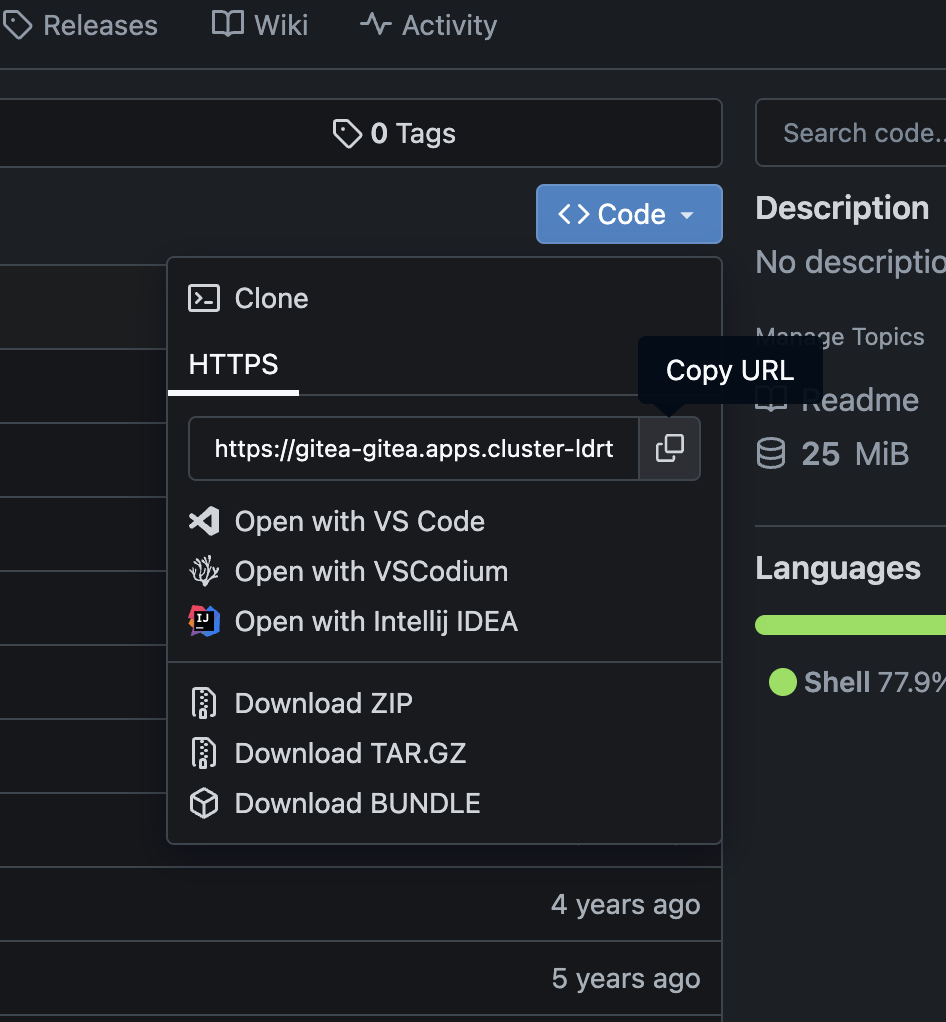 Releases Wiki Activity
0 Tags
Search code...
<> Code
Description
No descriptio
Clone
Manage Topics
HTTPS
Copy URL
Readme
https://gitea-gitea.apps.cluster-ldrt
25 MiB
Open with VS Code
Open with VSCodium
Languages
Open with Intellij IDEA
IJ
Shell 77.9%
Download ZIP
Download TAR.GZ
Download BUNDLE
4 years ago
5 years ago